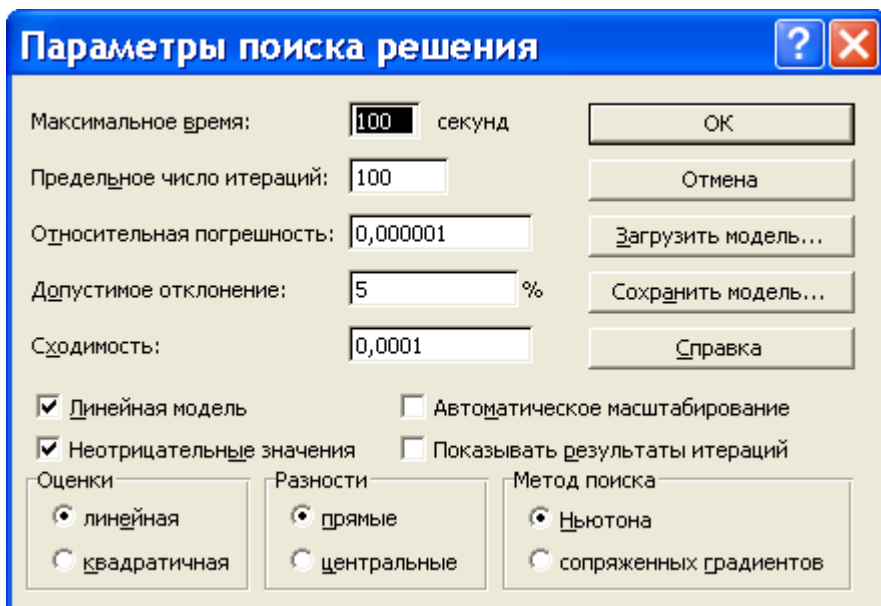 Параметры поиска решения
Максимальное время: 100 секунд
ОК
Предельное число итераций: 100
Отмена
Относительная погрешность: 0,000001
Загрузить модель...
Допустимое отклонение: 5 %
Сохранить модель...
Сходимость: 0,0001
Справка
Линейная модель
Автоматическое масштабирование
Неотрицательные значения
Показывать результаты итераций
Оценки
линейная
квадратичная
Разности
прямые
центральные
Метод поиска
Ньютона
сопряженных градиентов